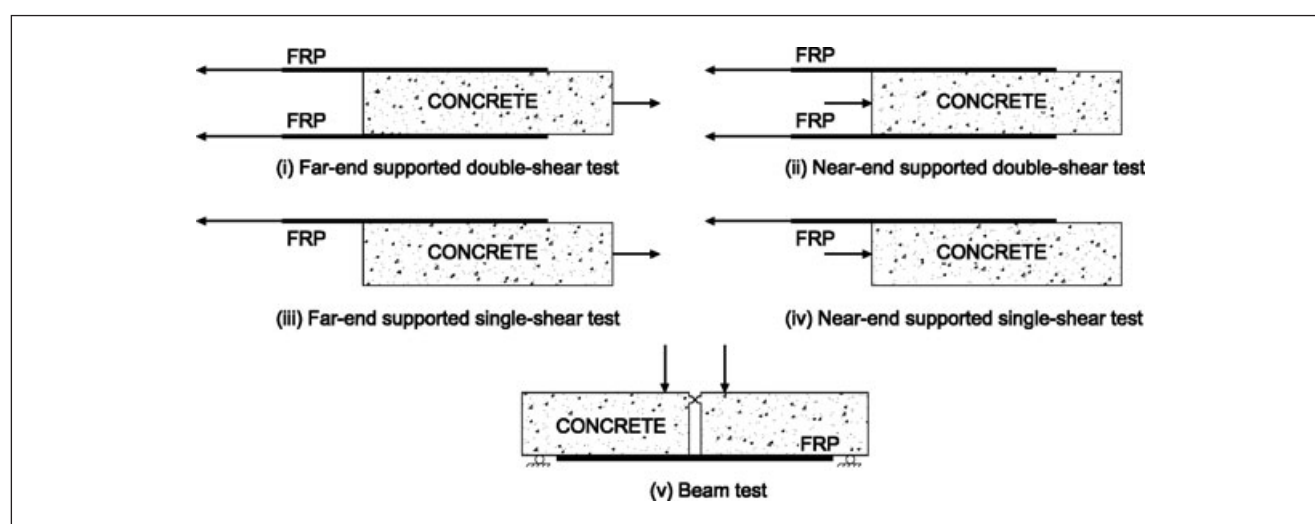 FRP
CONCRETE
FRP
(i) Far-end supported double-shear test
FRP
CONCRETE
FRP
(ii) Near-end supported double-shear test
FRP
CONCRETE
(iii) Far-end supported single-shear test
FRP
CONCRETE
(iv) Near-end supported single-shear test
CONCRETE
FRP
(v) Beam test